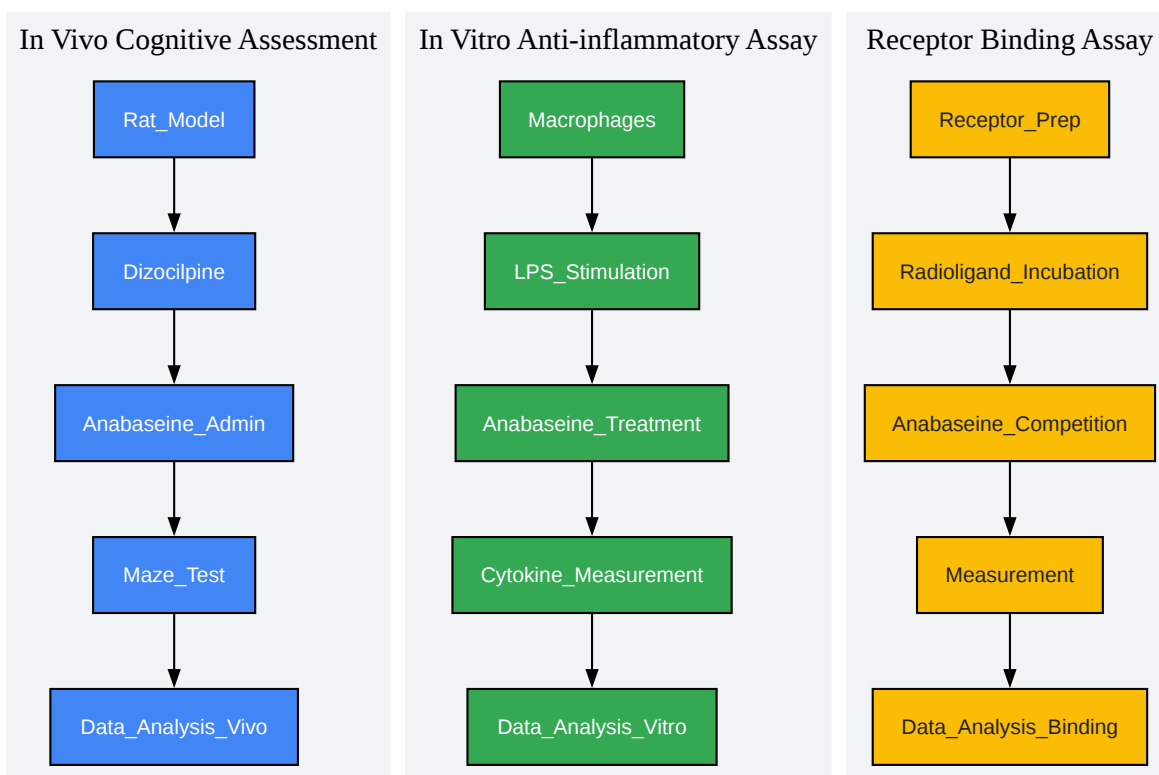 In Vivo Cognitive Assessment
Rat_Model
Dizocilpine
Anabaseine_Admin
Maze_Test
Data_Analysis_Vivo
In Vitro Anti-inflammatory Assay
Macrophages
LPS_Stimulation
Anabaseine_Treatment
Cytokine_Measurement
Data_Analysis_Vitro
Receptor Binding Assay
Receptor_Prep
Radioligand_Incubation
Anabaseine_Competition
Measurement
Data_Analysis_Binding